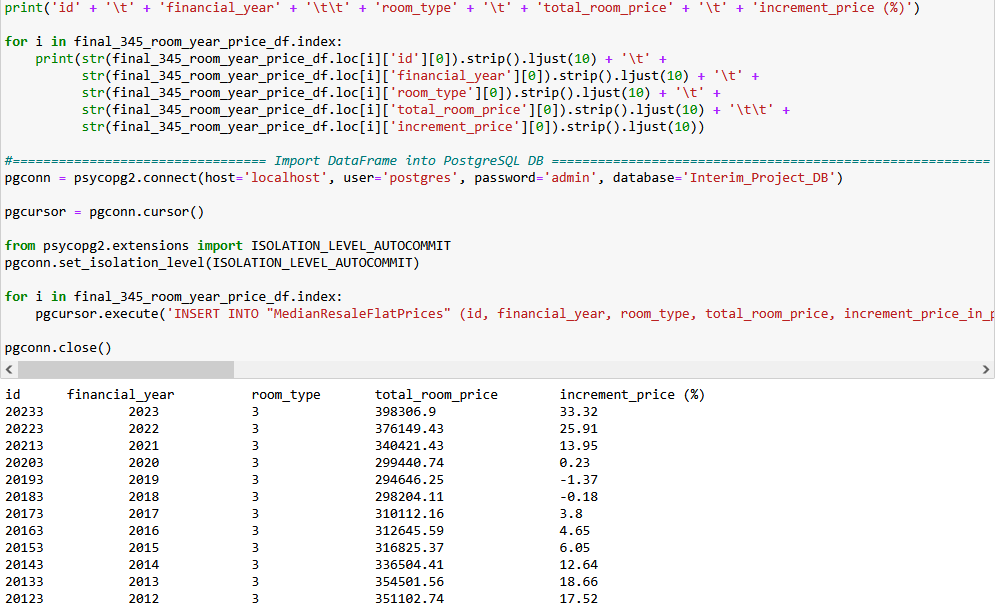 print('id' + '\t' + 'financial_year' + '\t\t' + 'room_type' + '\t' + 'total_room_price' + '\t' + 'increment_price (%)')
for i in final_345_room_year_price_df.index:
    print(str(final_345_room_year_price_df.loc[i]['id'][0]).strip().ljust(10) + '\t' +
          str(final_345_room_year_price_df.loc[i]['financial_year'][0]).strip().ljust(10) + '\t' +
          str(final_345_room_year_price_df.loc[i]['room_type'][0]).strip().ljust(10) + '\t' +
          str(final_345_room_year_price_df.loc[i]['total_room_price'][0]).strip().ljust(10) + '\t\t' +
          str(final_345_room_year_price_df.loc[i]['increment_price'][0]).strip().ljust(10))
#================================= Import DataFrame into PostgreSQL DB =========================================================
pgconn = psycopg2.connect(host='localhost', user='postgres', password='admin', database='Interim_Project_DB')
pgcursor = pgconn.cursor()
from psycopg2.extensions import ISOLATION_LEVEL_AUTOCOMMIT
pgconn.set_isolation_level(ISOLATION_LEVEL_AUTOCOMMIT)
for i in final_345_room_year_price_df.index:
    pgcursor.execute('INSERT INTO "MedianResaleFlatPrices" (id, financial_year, room_type, total_room_price, increment_price_in_p
pgconn.close()
id financial_year room_type total_room_price increment_price (%)
20233 2023 3 398306.9 33.32
20223 2022 3 376149.43 25.91
20213 2021 3 340421.43 13.95
20203 2020 3 299440.74 0.23
20193 2019 3 294646.25 -1.37
20183 2018 3 298204.11 -0.18
20173 2017 3 310112.16 3.8
20163 2016 3 312645.59 4.65
20153 2015 3 316825.37 6.05
20143 2014 3 336504.41 12.64
20133 2013 3 354501.56 18.66
20123 2012 3 351102.74 17.52